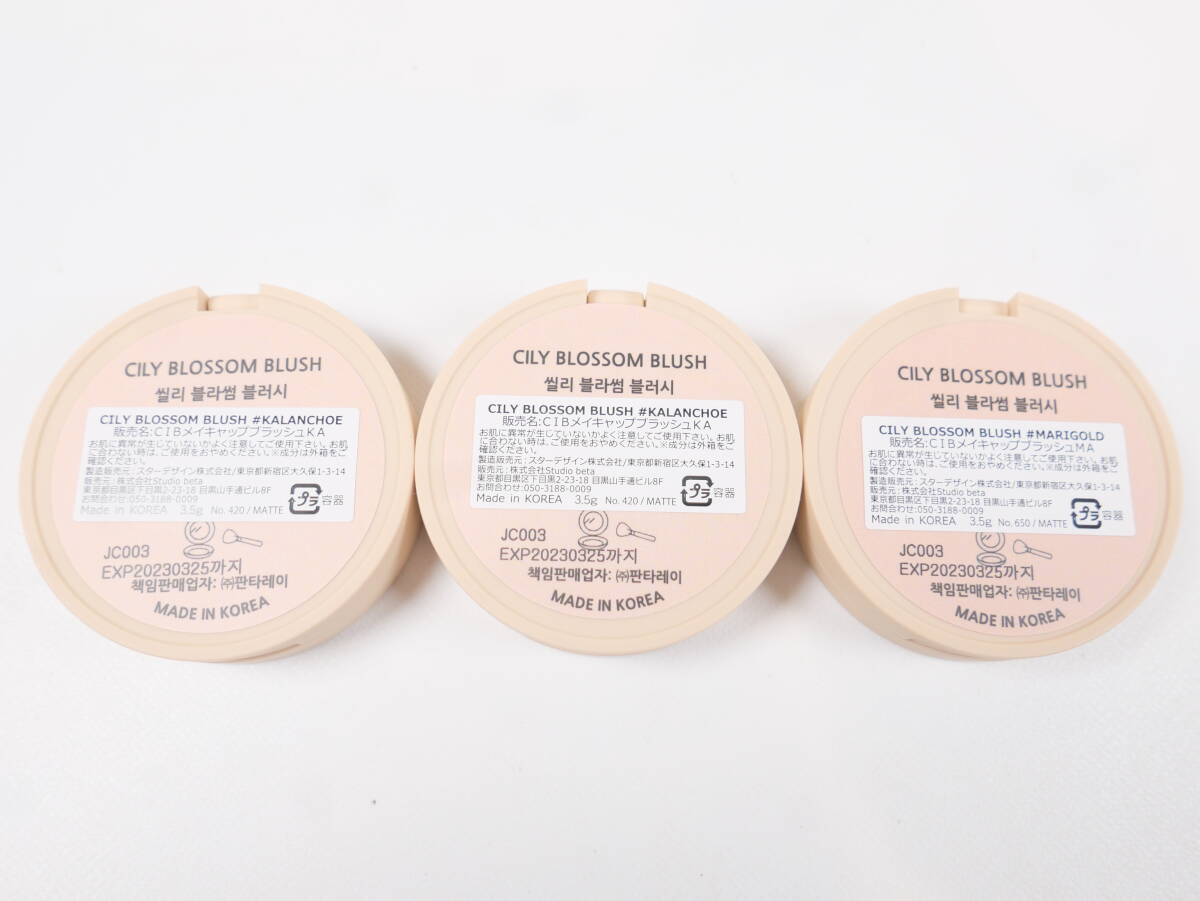 CILY BLOSSOM BLUSH
씰리 블라썸 블러시
CILY BLOSSOM BLUSH #KALANCHOE
販売名:CIBメイキャップブラッシュKA
お肌に異常が生じていないかよく注意してご使用下さい。お肌
に合わない時は、ご使用をおやめください。※成分は外箱をご
確認ください。
製造販売元：スターデザイン株式会社/東京都新宿区大久保1-3-14
販売元：株式会社Studio beta
東京都目黒区下目黒2-23-18 目黒山手通ビル8F
お問合わせ:050-3188-0009
Made in KOREA 3.5g No. 420 / MATTE
プラ 容器
JC003
EXP20230325까지
책임판매업자: ㈜판타레이
MADE IN KOREA
CILY BLOSSOM BLUSH
씰리 블라썸 블러시
CILY BLOSSOM BLUSH #KALANCHOE
販売名:CIBメイキャップブラッシュKA
お肌に異常が生じていないかよく注意してご使用下さい。お肌
に合わない時は、ご使用をおやめください。※成分は外箱をご
確認ください。
製造販売元：スターデザイン株式会社/東京都新宿区大久保1-3-14
販売元：株式会社Studio beta
東京都目黒区下目黒2-23-18 目黒山手通ビル8F
お問合わせ:050-3188-0009
Made in KOREA 3.5g No. 420 / MATTE
プラ 容器
JC003
EXP20230325까지
책임판매업자: ㈜판타레이
MADE IN KOREA
CILY BLOSSOM BLUSH
씰리 블라썸 블러시
CILY BLOSSOM BLUSH #MARIGOLD
販売名:CIBメイキャップブラッシュMA
お肌に異常が生じていないかよく注意してご使用下さい。お肌
に合わない時は、ご使用をおやめください。※成分は外箱をご
確認ください。
製造販売元：スターデザイン株式会社/東京都新宿区大久保1-3-14
販売元：株式会社Studio beta
東京都目黒区下目黒2-23-18 目黒山手通ビル8F
お問合わせ:050-3188-0009
Made in KOREA 3.5g No. 650 / MATTE
プラ 容器
JC003
EXP20230325까지
책임판매업자: ㈜판타레이
MADE IN KOREA